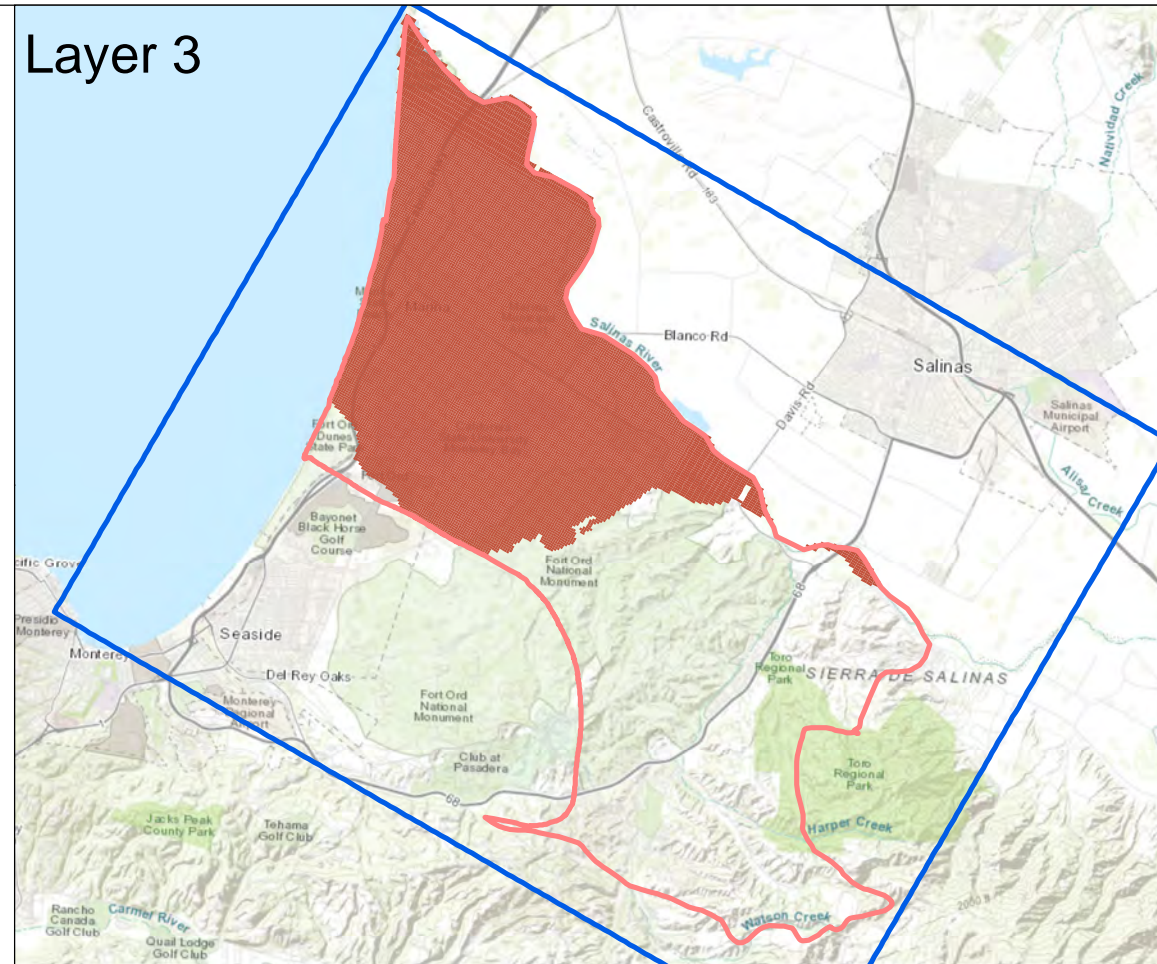 Layer 3
Natividad Creek
Castroville Rd
183
Marina
Salinas River
Blanco Rd
Salinas
Davis Rd
Salinas
Municipal
Airport
Alisal Creek
Fort Ord
Dunes
State Park
Bayonet
Black Horse
Golf
Course
Fort Ord
National
Monument
68
cific Grove
Presidio
Monterey
Monterey
Seaside
Del Rey Oaks
Monterey
Regional
Airport
Fort Ord
National
Monument
Toro
Regional
Park
SIERRA DE SALINAS
Club at
Pasadera
Toro
Regional
Park
68
Jacks Peak
County Park
Tehama
Golf Club
Harper Creek
Rancho
Canada
Golf Club
Carmel River
Quail Lodge
Golf Club
Watson Creek